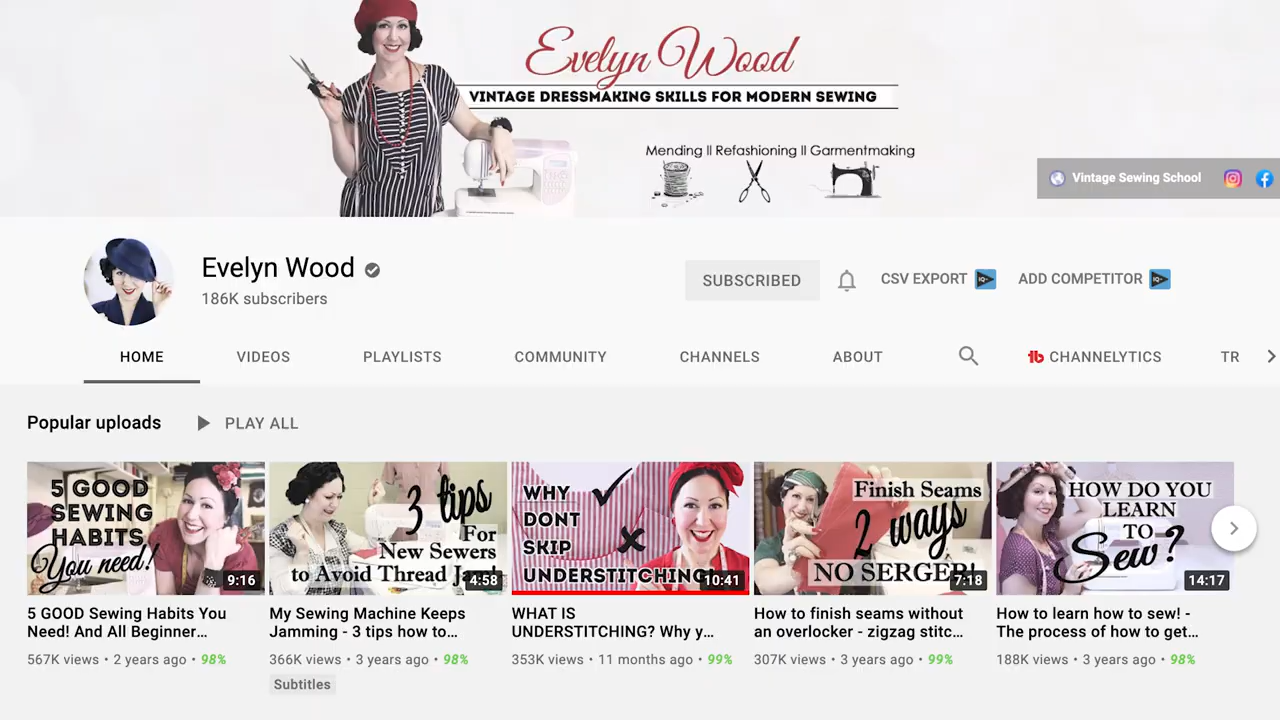 Evelyn Wood
VINTAGE DRESSMAKING SKILLS FOR MODERN SEWING
Mending ll Refashioning ll Garmentmaking
Vintage Sewing School
Evelyn Wood
186K subscribers
SUBSCRIBED
CSV EXPORT IQ
ADD COMPETITOR IQ
HOME VIDEOS PLAYLISTS COMMUNITY CHANNELS ABOUT tb CHANNELYTICS TR
Popular uploads PLAY ALL
5 GOOD
SEWING
HABITS
You need!
9:16
3 tips
For
New Sewers
to Avoid Thread
4:58
WHY
DONT
SKIP
UNDERSTITCHING
10:41
Finish Seams
2 ways
NO SERGER!
7:18
HOW DO YOU
LEARN
TO
Sew?
14:17
5 GOOD Sewing Habits You
Need! And All Beginner…
567K views • 2 years ago • 98%
My Sewing Machine Keeps
Jamming - 3 tips how to…
366K views • 3 years ago • 98%
Subtitles
WHAT IS
UNDERSTITCHING? Why y…
353K views • 11 months ago • 99%
How to finish seams without
an overlocker - zigzag stitc…
307K views • 3 years ago • 99%
How to learn how to sew! -
The process of how to get…
188K views • 3 years ago • 98%